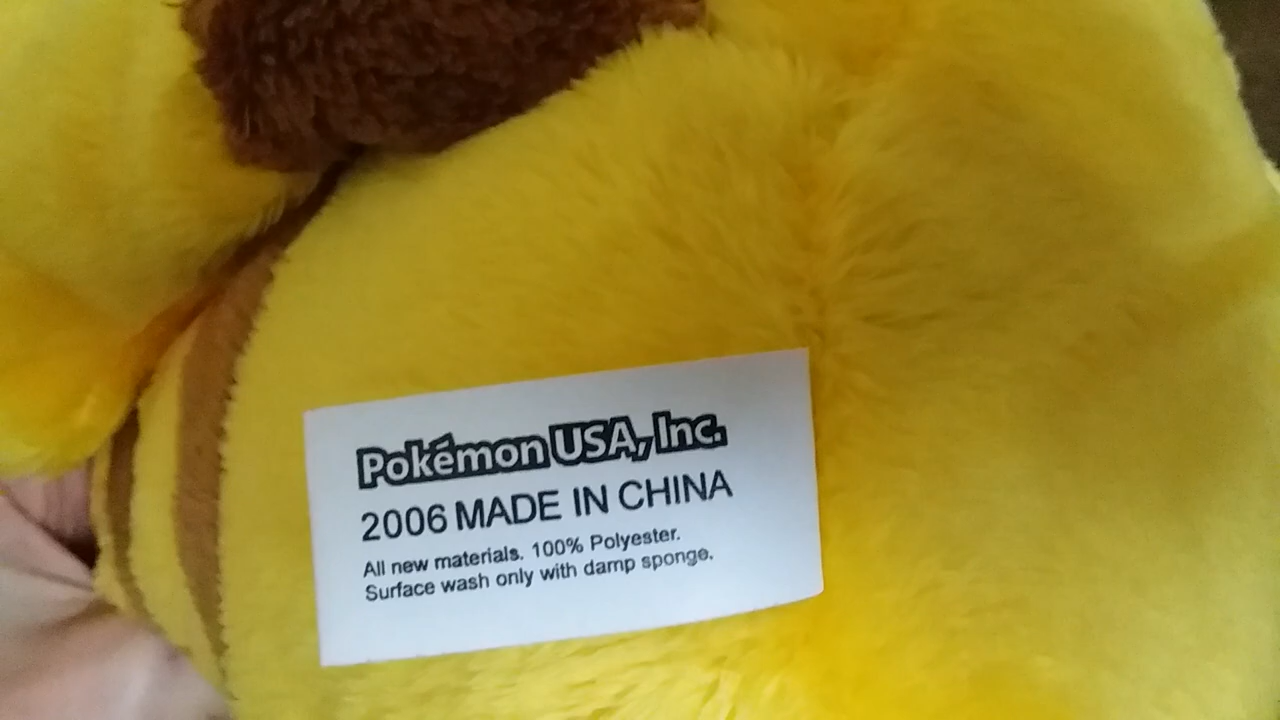 Pokémon USA, Inc.
2006 MADE IN CHINA
All new materials. 100% Polyester.
Surface wash only with damp sponge.